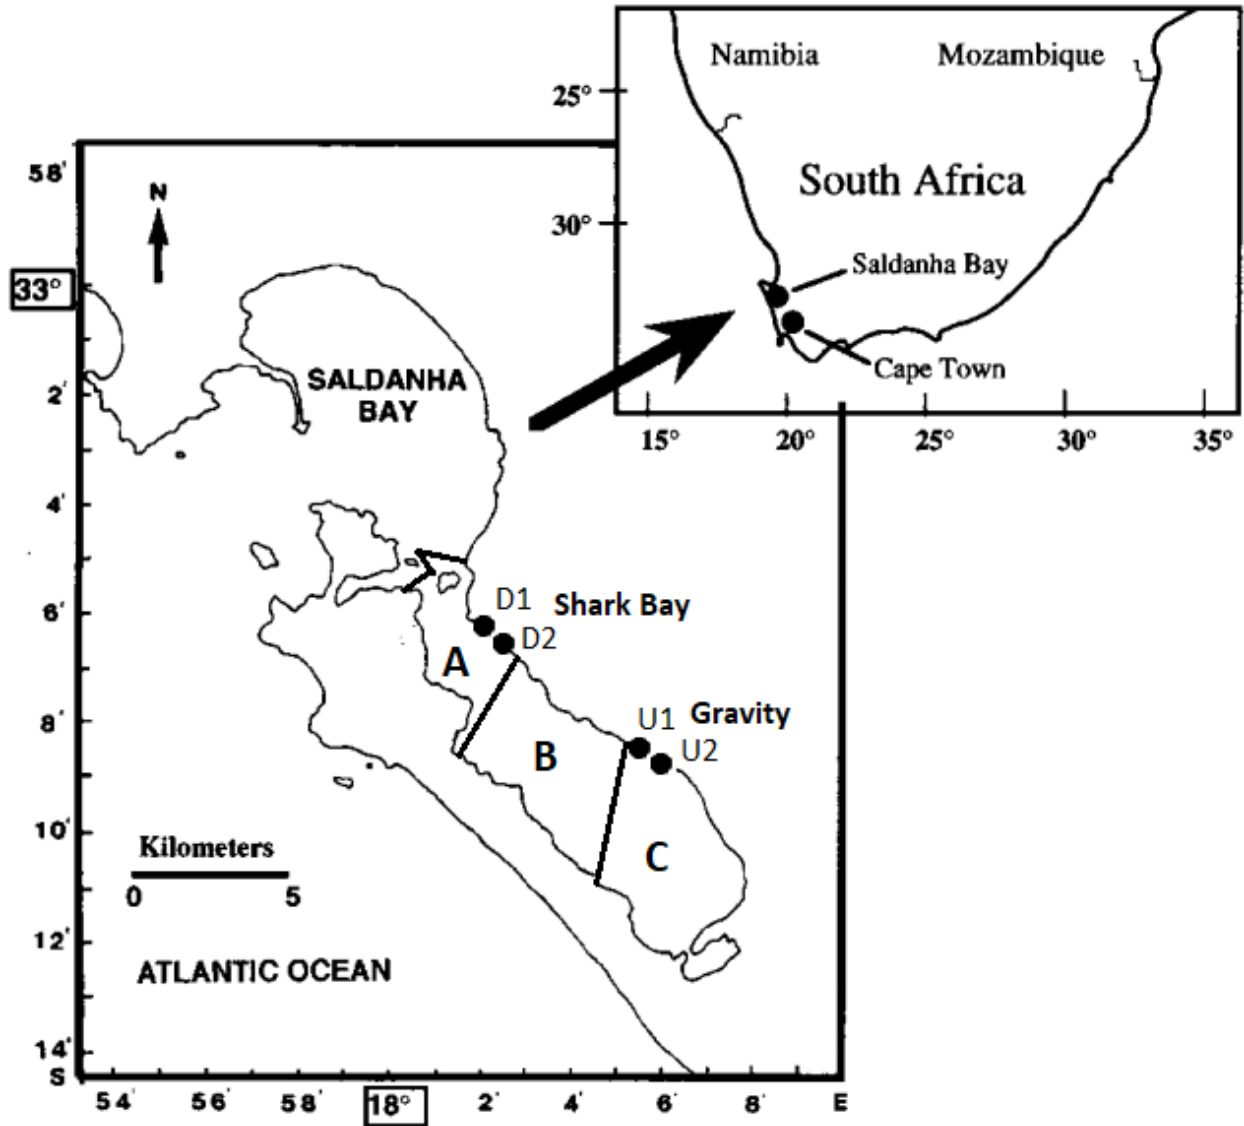 Namibia
Mozambique
25°
South Africa
30°
Saldanha Bay
Cape Town
15°
20°
25°
30°
35°
58'
N
33°
SALDANHA
BAY
2'
4'
6'
D1
Shark Bay
D2
A
8'
U1
Gravity
U2
B
10'
Kilometers
C
0
5
12'
ATLANTIC OCEAN
14'
S
54'
56'
58'
18°
2'
4'
6'
8'
E